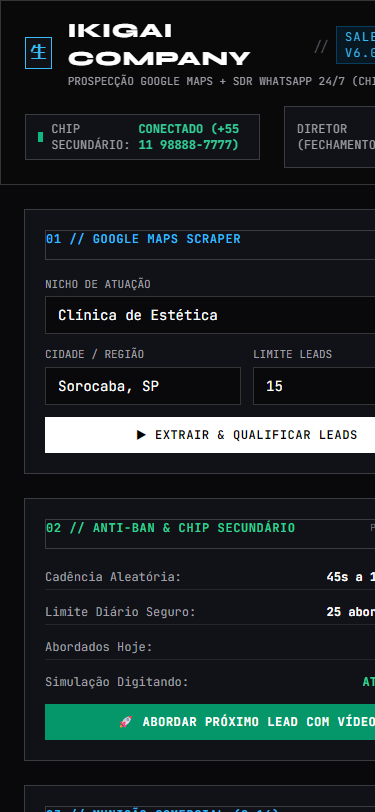 生
IKIGAI
COMPANY
//
SALE
V6.0
PROSPECÇÃO GOOGLE MAPS + SDR WHATSAPP 24/7 (CHI
CHIP
SECUNDÁRIO:
CONECTADO (+55
11 98888-7777)
DIRETOR
(FECHAMENTO
01 // GOOGLE MAPS SCRAPER
NICHO DE ATUAÇÃO
Clínica de Estética
CIDADE / REGIÃO
LIMITE LEADS
Sorocaba, SP
15
▶ EXTRAIR & QUALIFICAR LEADS
02 // ANTI-BAN & CHIP SECUNDÁRIO
Cadência Aleatória:
45s a 1
Limite Diário Seguro:
25 abor
Abordados Hoje:
Simulação Digitando:
AT
🚀 ABORDAR PRÓXIMO LEAD COM VÍDEO